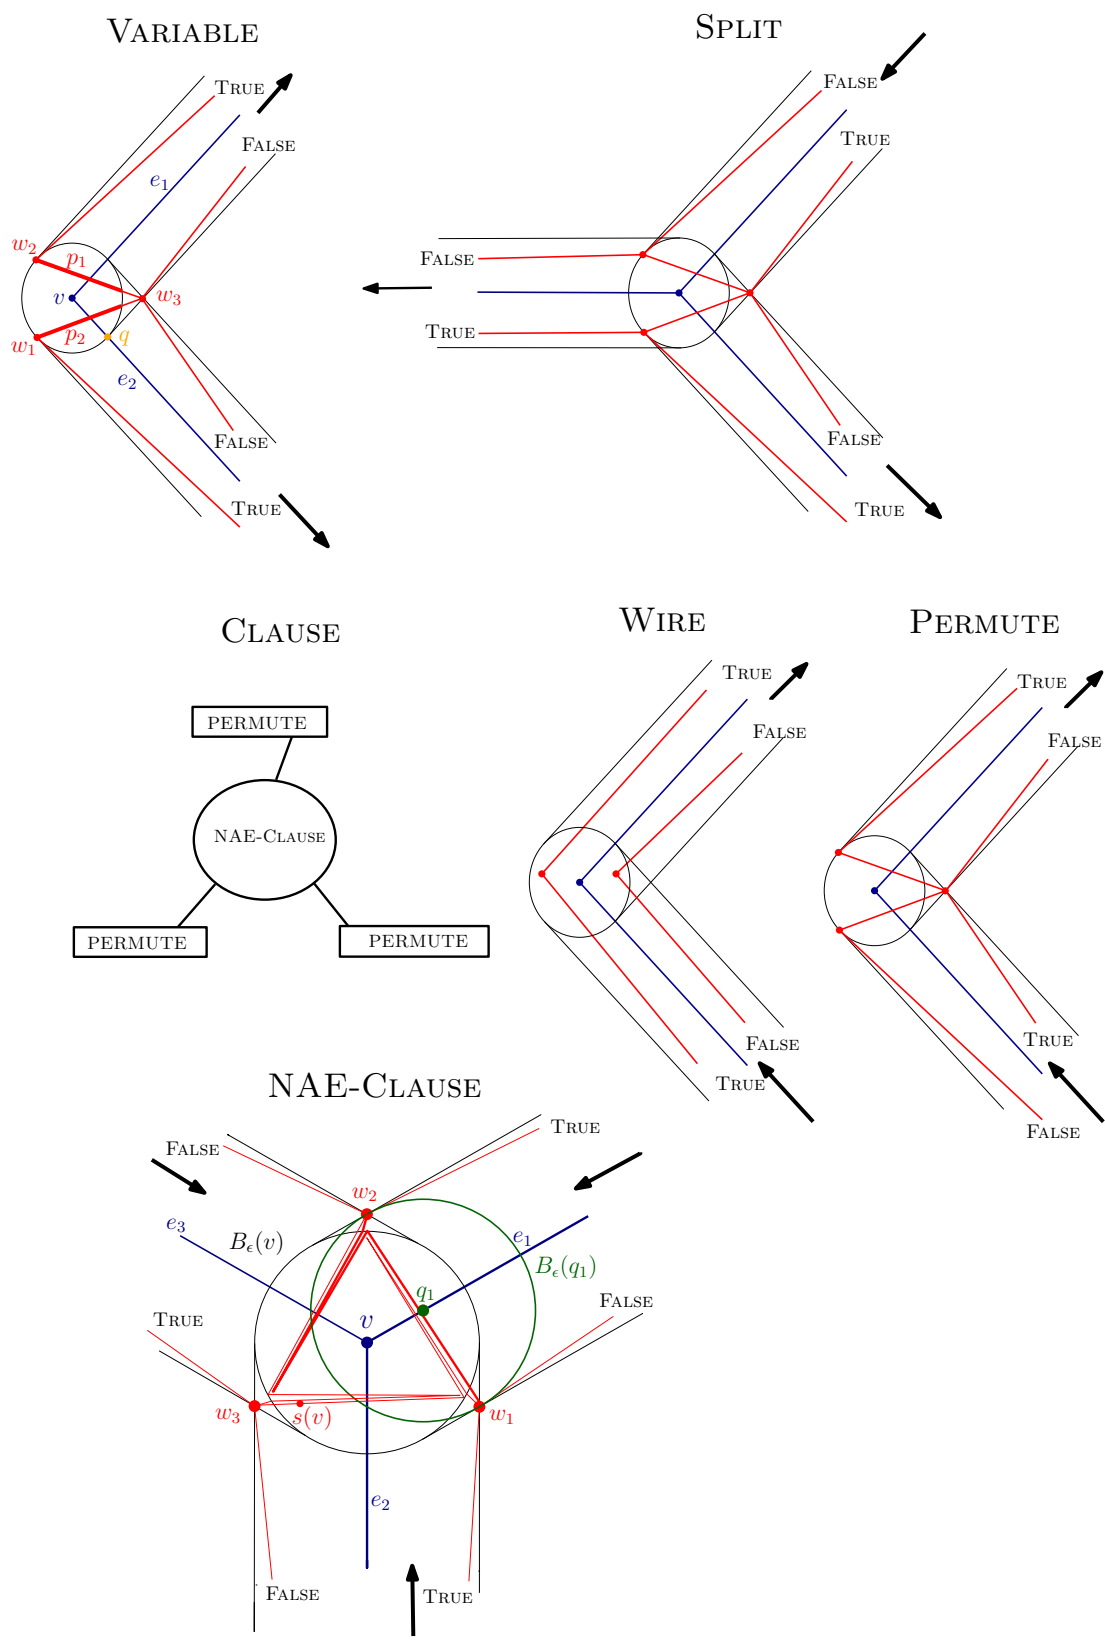 VARIABLE
TRUE
FALSE
e₁
w₂
p₁
v
w₃
p₂
q
w₁
e₂
FALSE
TRUE
SPLIT
FALSE
TRUE
FALSE
TRUE
FALSE
TRUE
CLAUSE
PERMUTE
NAE-CLAUSE
PERMUTE
PERMUTE
WIRE
TRUE
FALSE
FALSE
TRUE
PERMUTE
TRUE
FALSE
TRUE
FALSE
NAE-CLAUSE
FALSE
TRUE
w₂
e₃
B_ϵ(v)
e₁
B_ϵ(q₁)
q₁
v
TRUE
FALSE
w₃
s(v)
w₁
e₂
FALSE
TRUE